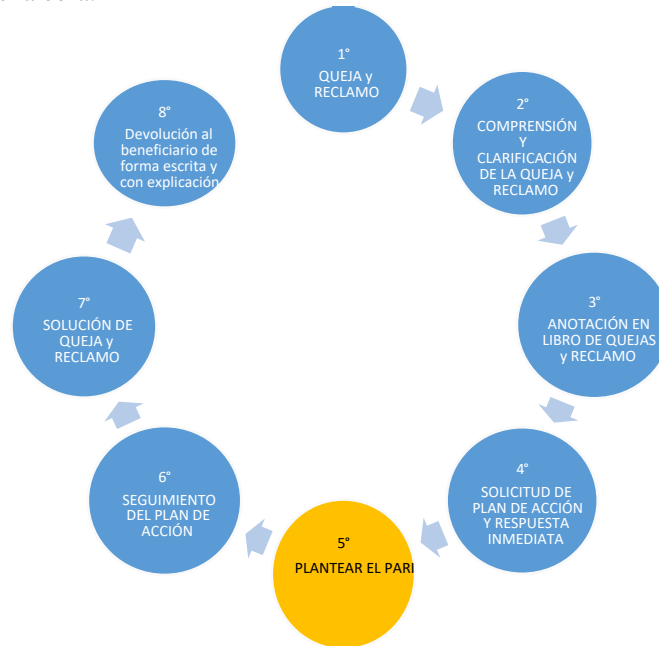 1°
QUEJA y
RECLAMO
2°
COMPRENSIÓN
Y
CLARIFICACIÓN
DE LA QUEJA y
RECLAMO
3°
ANOTACIÓN EN
LIBRO DE QUEJAS
y RECLAMO
4°
SOLICITUD DE
PLAN DE ACCIÓN
Y RESPUESTA
INMEDIATA
5°
PLANTEAR EL PARI
6°
SEGUIMIENTO
DEL PLAN DE
ACCIÓN
7°
SOLUCIÓN DE
QUEJA y
RECLAMO
8°
Devolución al
beneficiario de
forma escrita y
con explicación